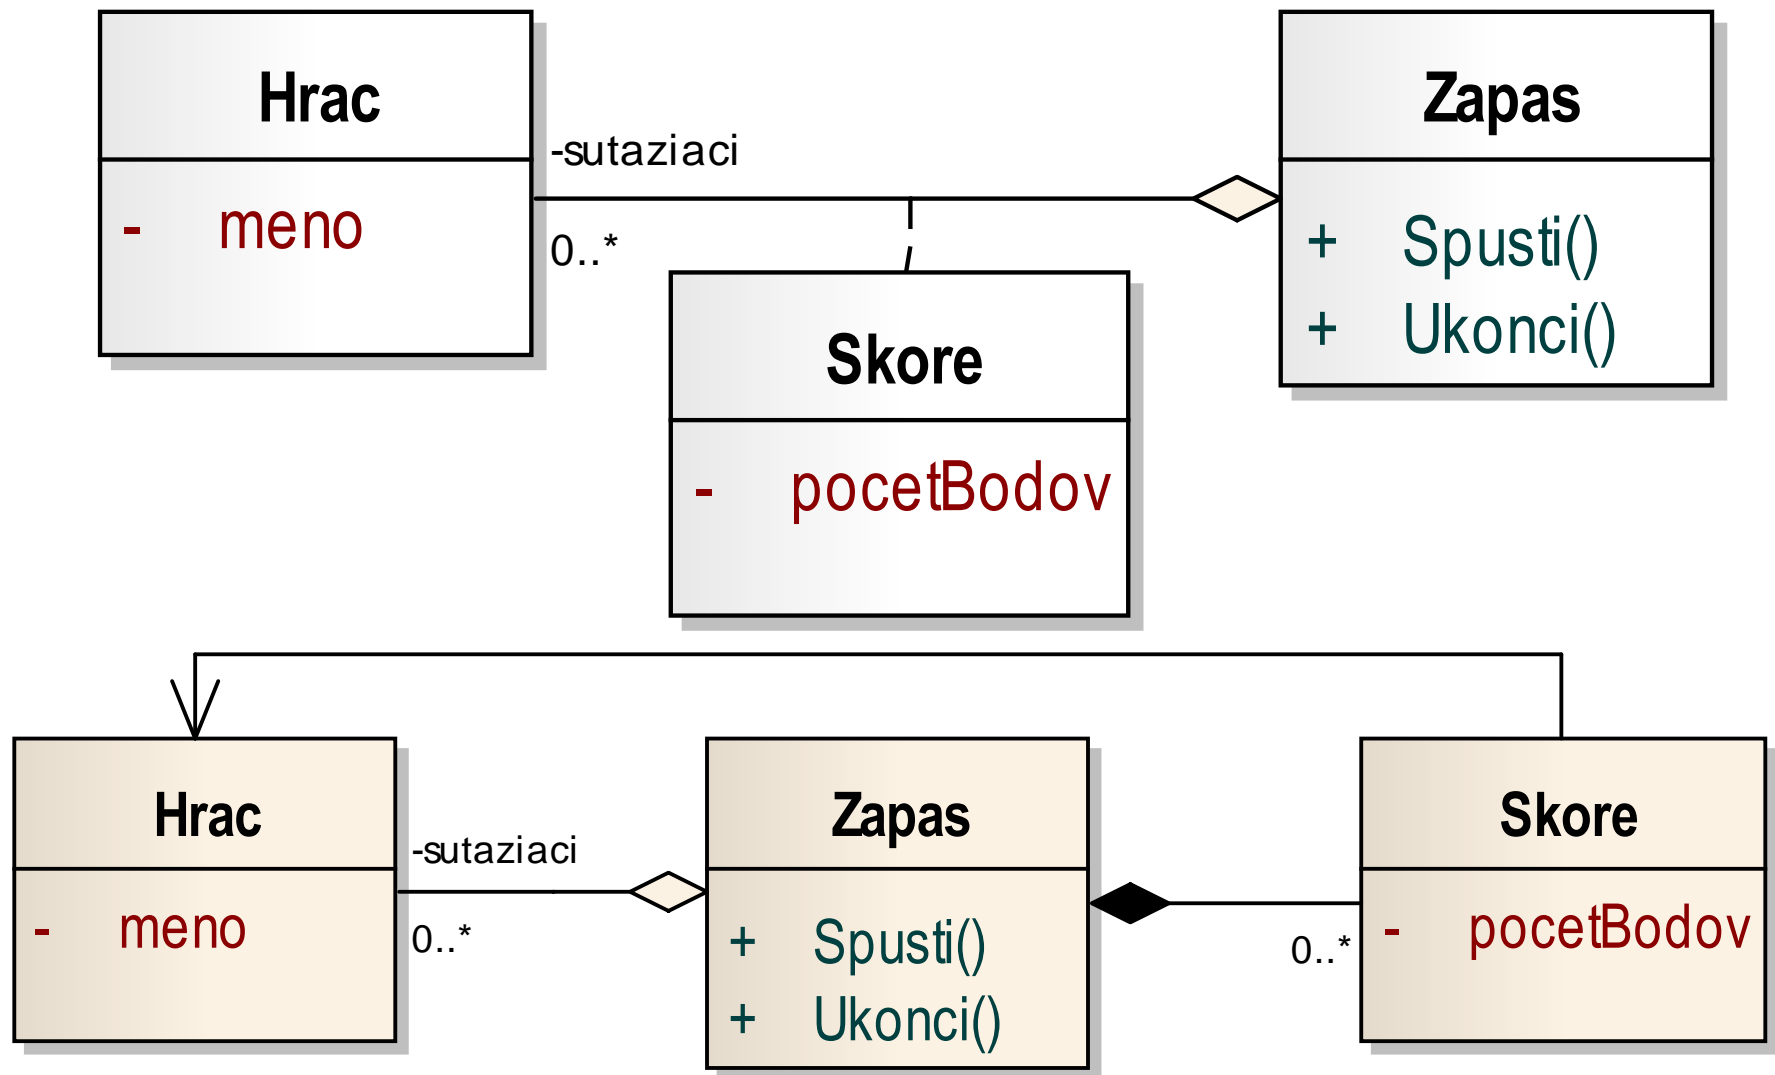 Hrac
- meno
-sutaziaci
0..*
Zapas
+ Spusti()
+ Ukonci()
Skore
- pocetBodov
Hrac
- meno
-sutaziaci
0..*
Zapas
+ Spusti()
+ Ukonci()
0..*
Skore
- pocetBodov